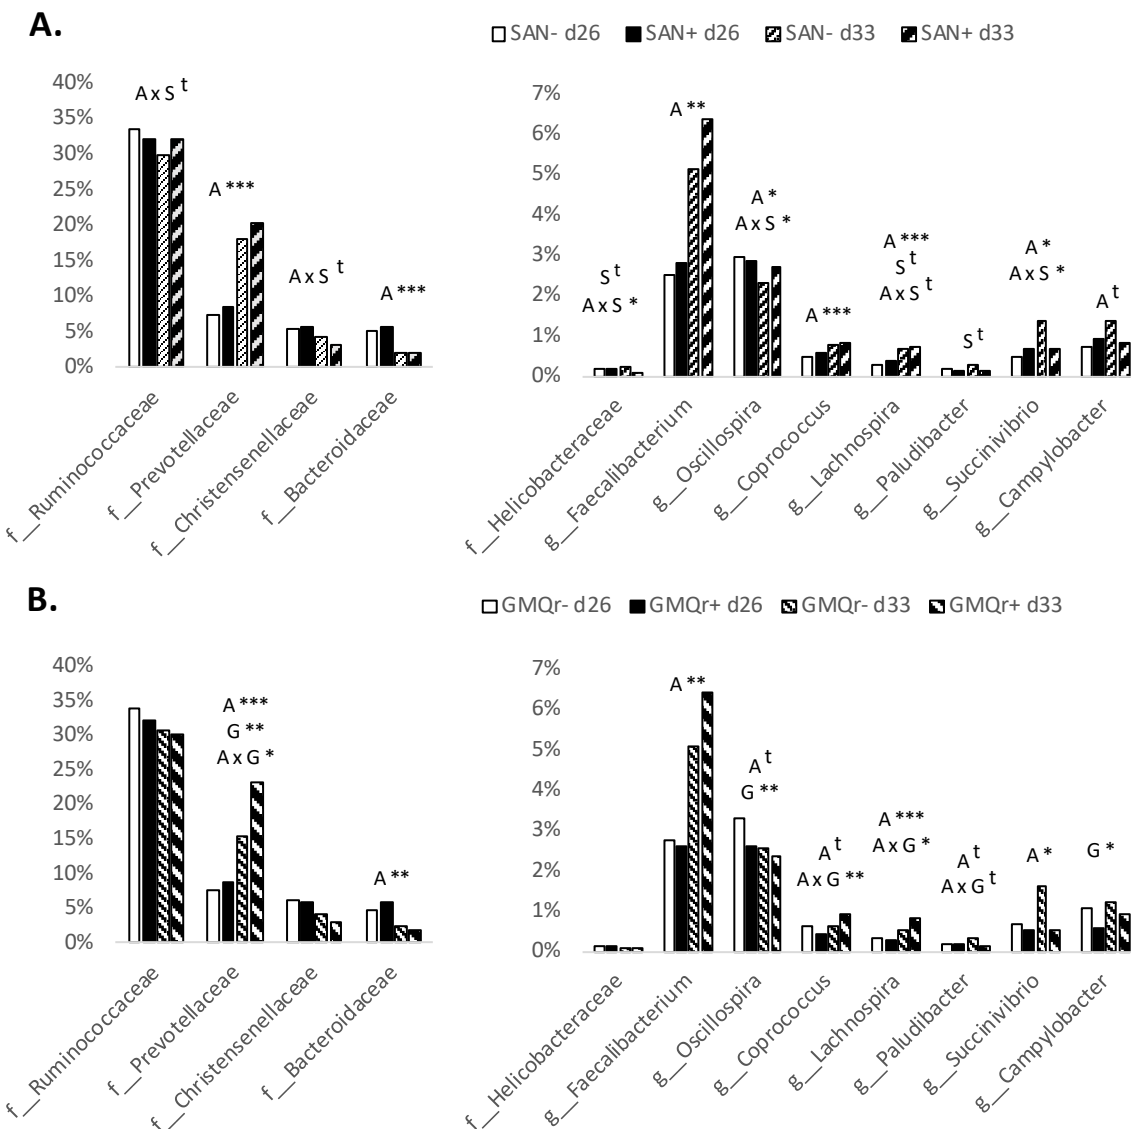 A.
SAN- d26 SAN+ d26 SAN- d33 SAN+ d33
40%
35%
30%
25%
20%
15%
10%
5%
0%
A x S t
A ***
A x S t
A ***
f__Ruminococcaceae
f__Prevotellaceae
f__Christensenellaceae
f__Bacteroidaceae
7%
6%
5%
4%
3%
2%
1%
0%
S t
A x S *
A **
A *
A x S *
A ***
A ***
S t
A x S t
S t
A *
A x S *
A t
f__Helicobacteraceae
g__Faecalibacterium
g__Oscillospira
g__Coprococcus
g__Lachnospira
g__Paludibacter
g__Succinivibrio
g__Campylobacter
B.
GMQr- d26 GMQr+ d26 GMQr- d33 GMQr+ d33
40%
35%
30%
25%
20%
15%
10%
5%
0%
A ***
G **
A x G *
A **
f__Ruminococcaceae
f__Prevotellaceae
f__Christensenellaceae
f__Bacteroidaceae
7%
6%
5%
4%
3%
2%
1%
0%
A **
A t
G **
A t
A x G **
A ***
A x G *
A t
A x G t
A *
G *
f__Helicobacteraceae
g__Faecalibacterium
g__Oscillospira
g__Coprococcus
g__Lachnospira
g__Paludibacter
g__Succinivibrio
g__Campylobacter